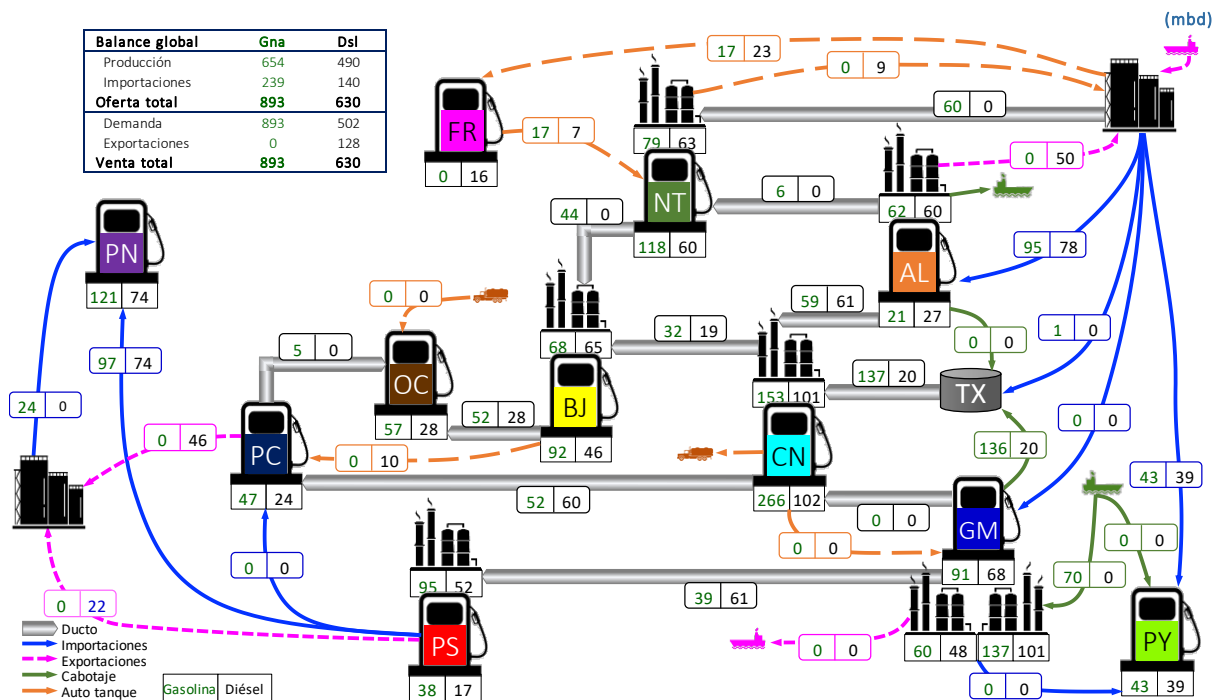 (mbd)
Balance global Gna Dsl
Producción 654 490
Importaciones 239 140
Oferta total 893 630
Demanda 893 502
Exportaciones 0 128
Venta total 893 630
17 23
0 9
60 0
FR
17 7
79 63
0 16
0 50
NT
6 0
62 60
44 0
118 60
PN
121 74
AL
95 78
0 0
59 61
21 27
32 19
68 65
1 0
0 0
5 0
OC
97 74
BJ
153 101
137 20
TX
24 0
52 28
57 28
0 46
PC
0 10
92 46
CN
136 20
0 0
43 39
47 24
52 60
266 102
0 0
GM
0 0
0 0
0 0
95 52
91 68
70 0
39 61
0 22
PS
60 48
137 101
PY
0 0
0 0
43 39
38 17
Ducto
Importaciones
Exportaciones
Cabotaje
Auto tanque
Gasolina Diésel